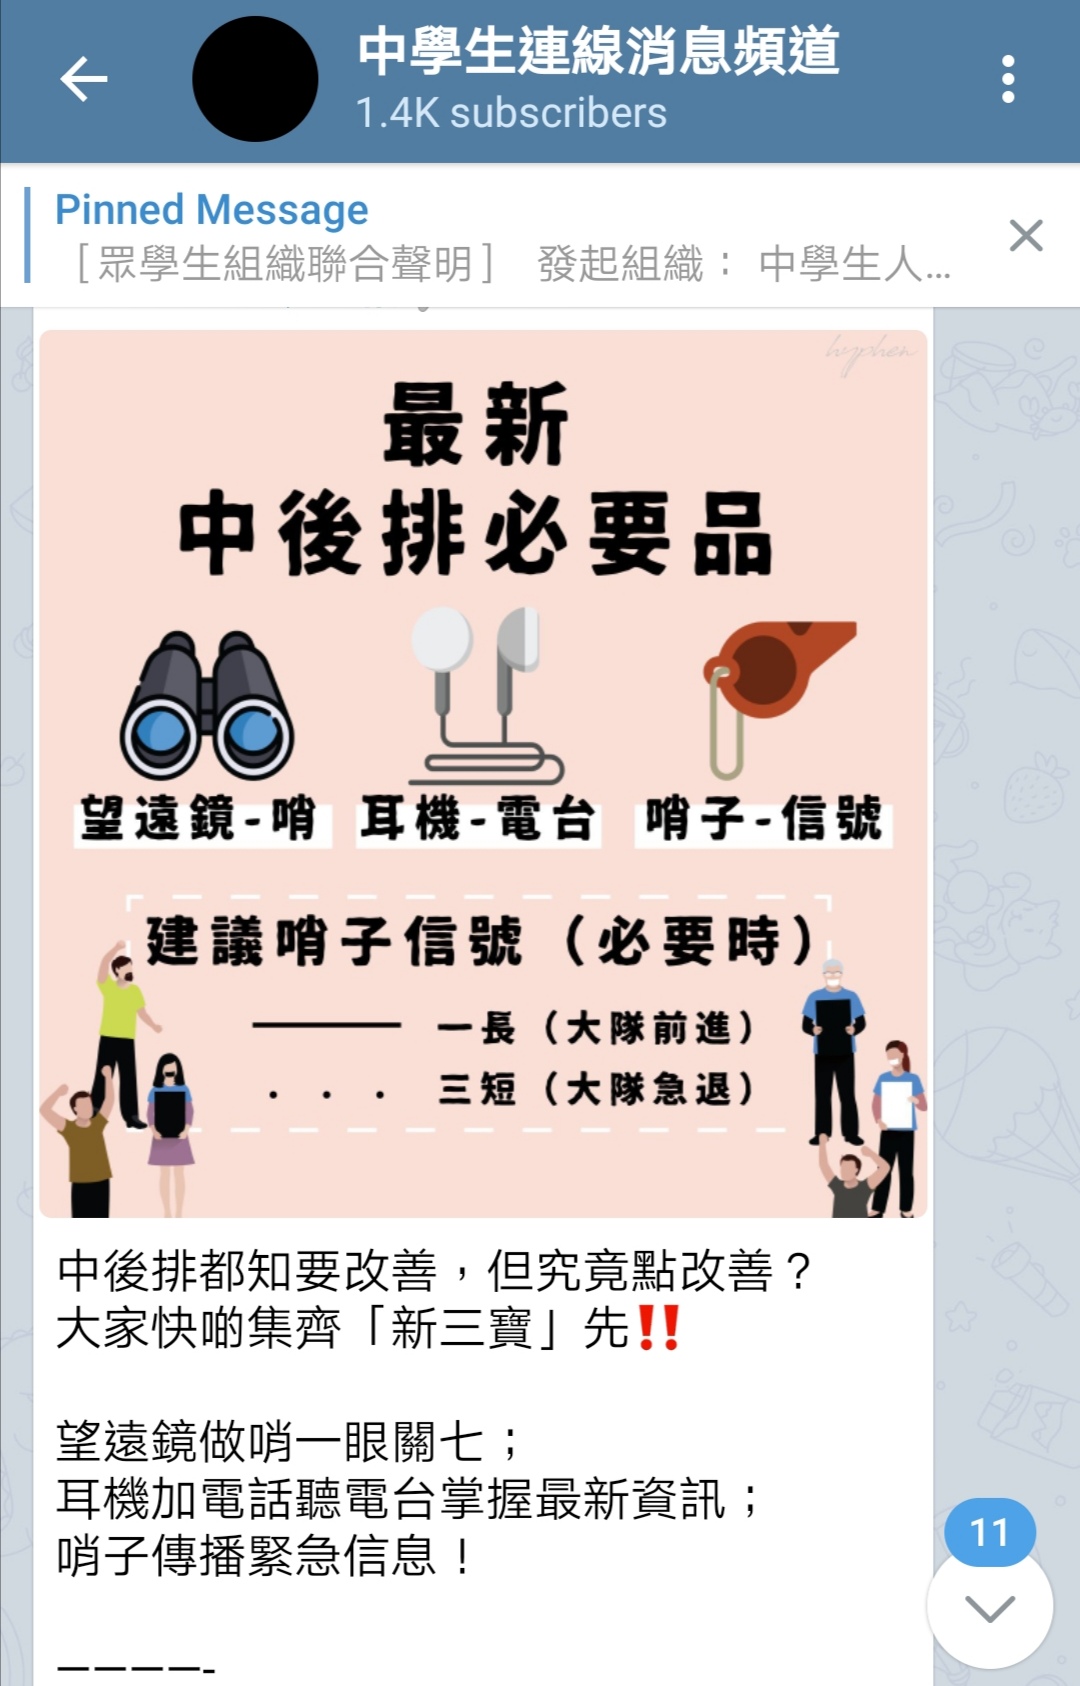 中學生連線消息頻道
1.4K subscribers
Pinned Message
［眾學生組織聯合聲明］ 發起組織： 中學生人...
hyphen
最新
中後排必要品
望遠鏡-哨 耳機-電台 哨子-信號
建議哨子信號（必要時）
一長（大隊前進）
. . . 三短（大隊急退）
中後排都知要改善，但究竟點改善？
大家快啲集齊「新三寶」先‼️
望遠鏡做哨一眼關七；
耳機加電話聽電台掌握最新資訊；
哨子傳播緊急信息！
11
————-